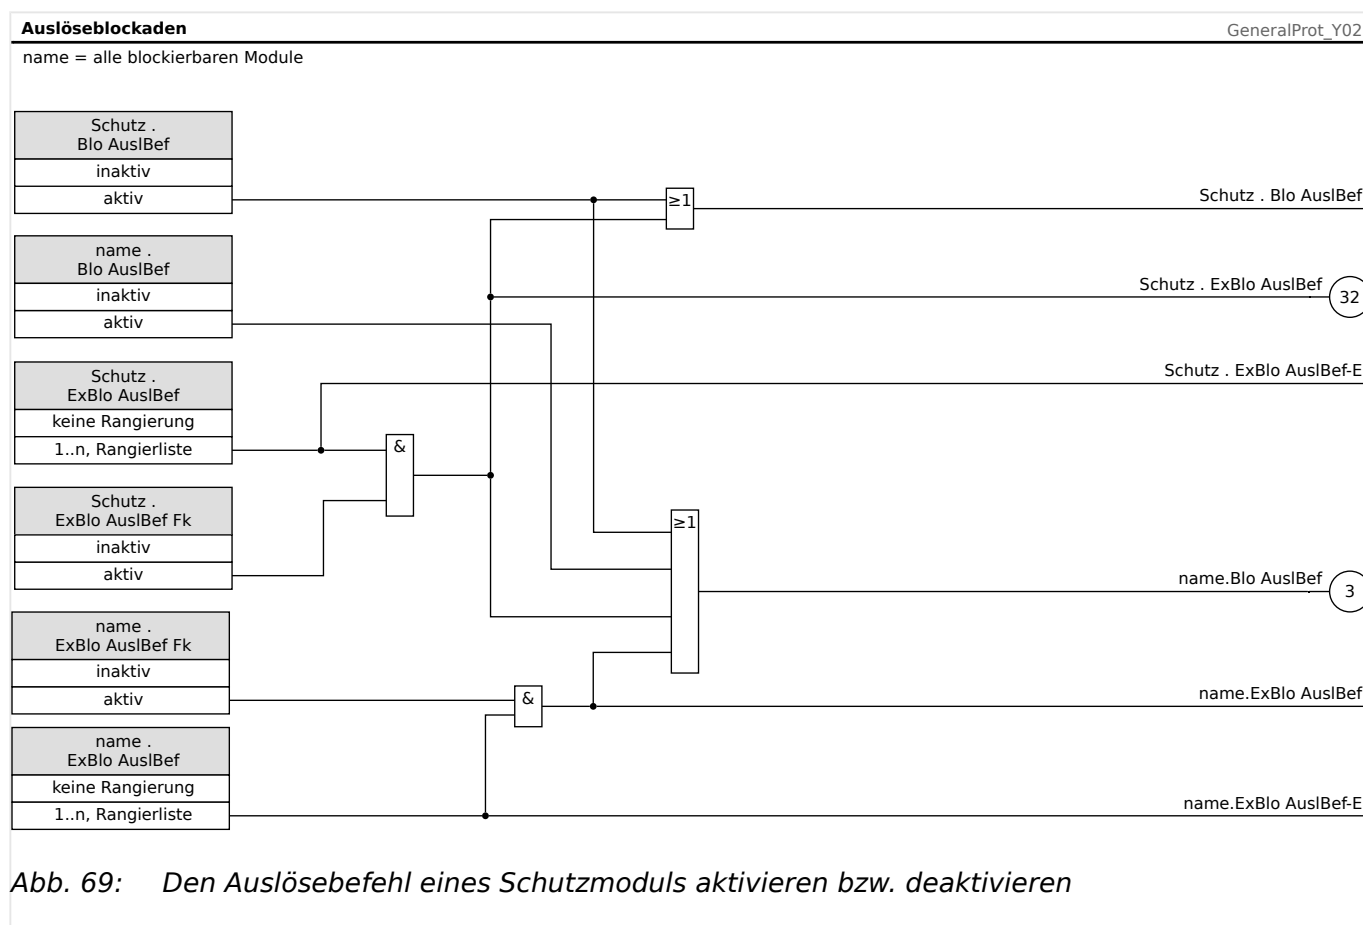 Auslöseblockaden
GeneralProt_Y02
name = alle blockierbaren Module
Schutz .
Blo AuslBef
inaktiv
aktiv
≥1
Schutz . Blo AuslBef
name .
Blo AuslBef
inaktiv
aktiv
Schutz . ExBlo AuslBef
32
Schutz .
ExBlo AuslBef
keine Rangierung
1..n, Rangierliste
&
Schutz . ExBlo AuslBef-E
Schutz .
ExBlo AuslBef Fk
inaktiv
aktiv
≥1
name.Blo AuslBef
3
name .
ExBlo AuslBef Fk
inaktiv
aktiv
&
name.ExBlo AuslBef
name .
ExBlo AuslBef
keine Rangierung
1..n, Rangierliste
name.ExBlo AuslBef-E
Abb. 69: Den Auslösebefehl eines Schutzmoduls aktivieren bzw. deaktivieren